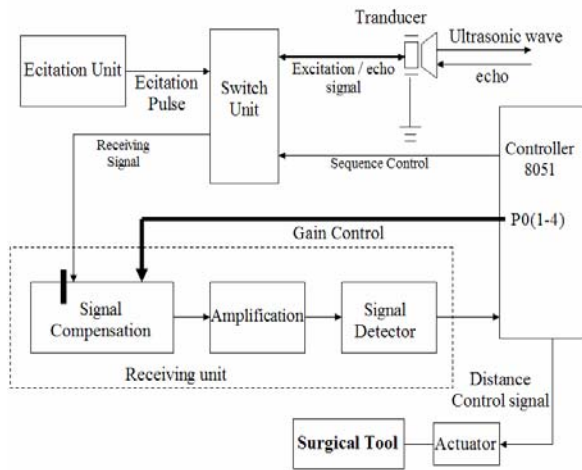 Tranducer
Ultrasonic wave
echo
Ecitation Unit
Ecitation
Pulse
Switch
Unit
Excitation / echo
signal
Receiving
Signal
Sequence Control
Controller
8051
P0(1-4)
Gain Control
Signal
Compensation
Amplification
Signal
Detector
Receiving unit
Distance
Control signal
Surgical Tool
Actuator